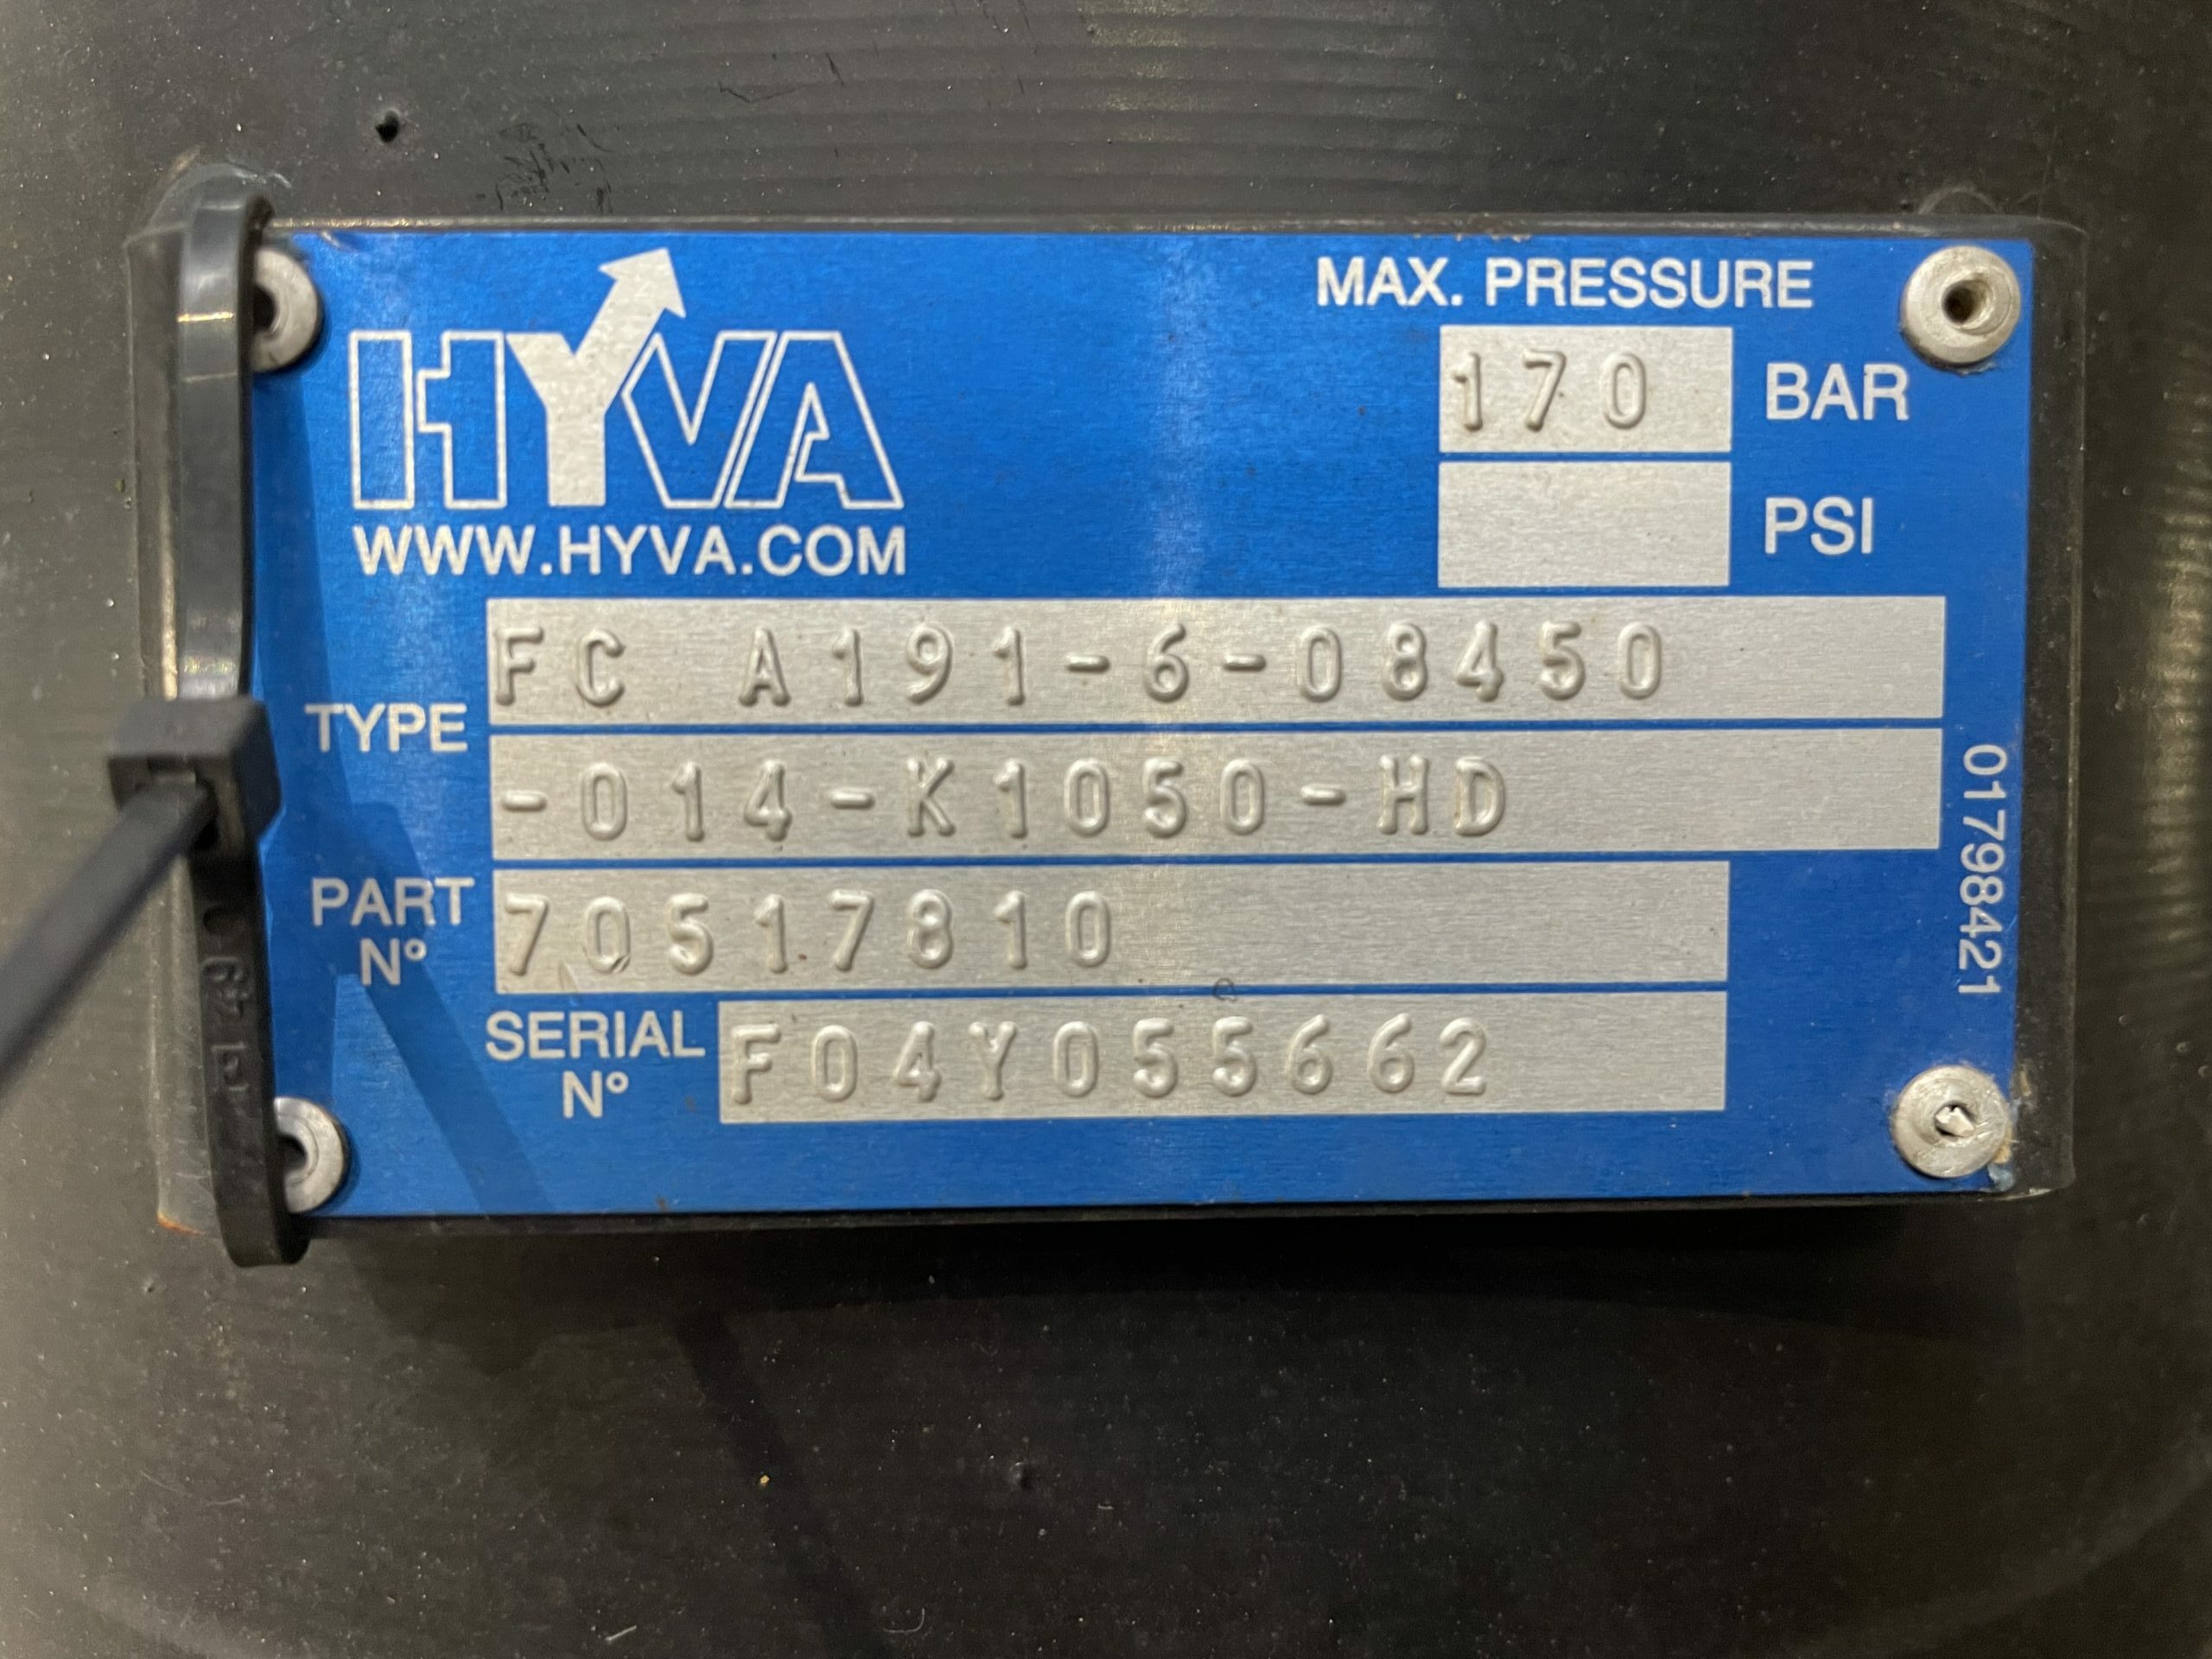 HYVA
WWW.HYVA.COM
MAX. PRESSURE
170 BAR
PSI
TYPE
FC A191-6-08450
-014-K1050-HD
PART N° 70517810
SERIAL N° F04Y055662
01798421